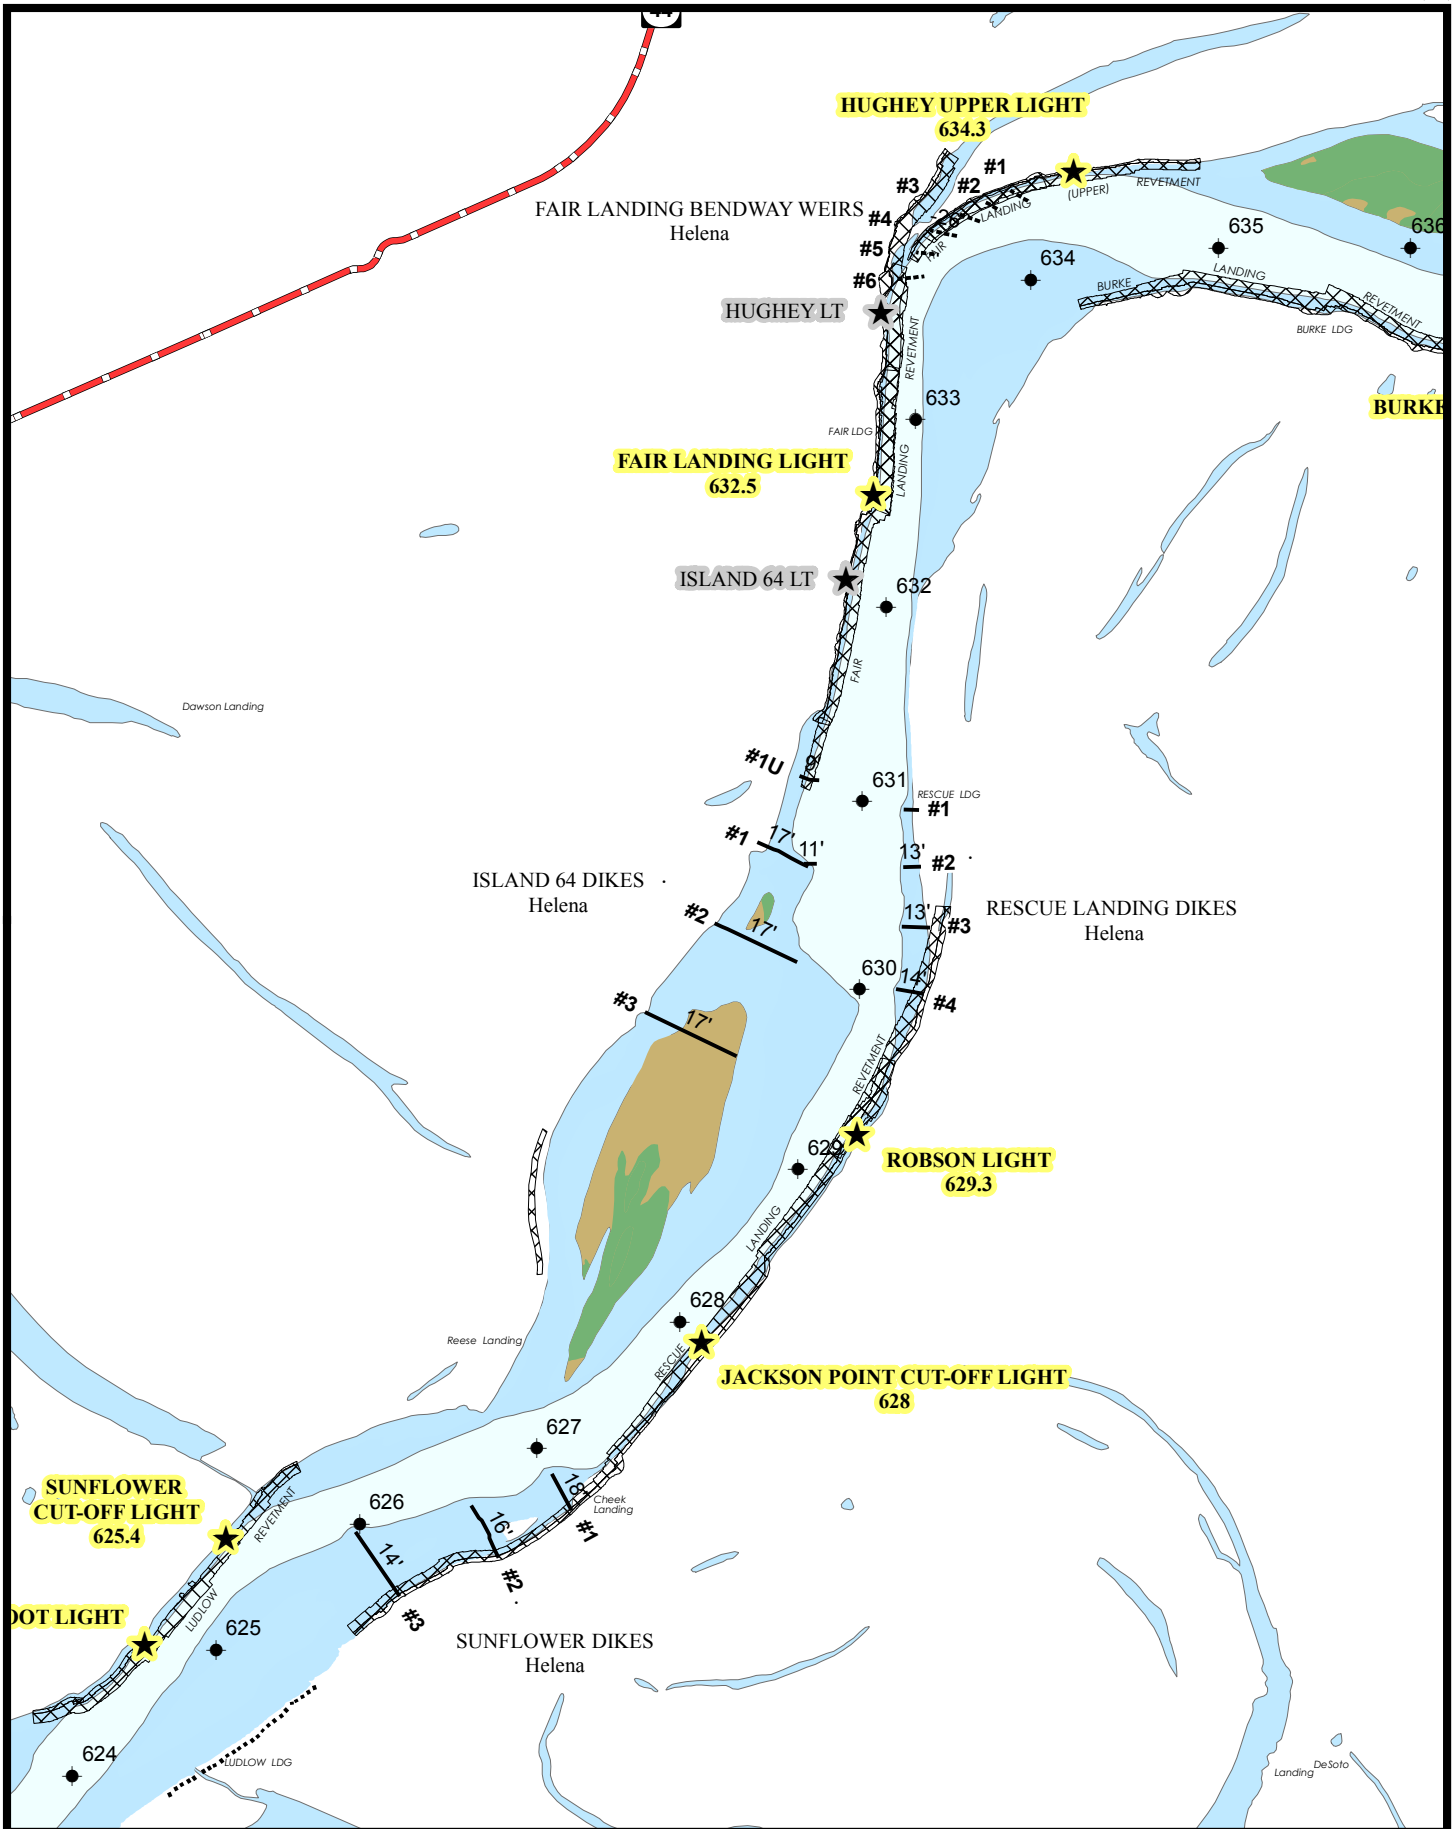 HUGHEY UPPER LIGHT
634.3
#1
#2
#3
#4
#5
#6
FAIR LANDING BENDWAY WEIRS
Helena
FAIR
LANDING
(UPPER)
REVETMENT
635
636
634
BURKE
LANDING
REVETMENT
BURKE LDG
HUGHEY LT
REVETMENT
633
BURKE
FAIR LDG
FAIR LANDING LIGHT
632.5
LANDING
ISLAND 64 LT
632
FAIR
Dawson Landing
#1U
631
RESCUE LDG
#1
#1
17'
11'
13'
#2
ISLAND 64 DIKES
Helena
#2
17'
13'
#3
RESCUE LANDING DIKES
Helena
630
14'
#4
#3
17'
REVETMENT
629
ROBSON LIGHT
629.3
LANDING
628
Reese Landing
RESCUE
JACKSON POINT CUT-OFF LIGHT
628
627
SUNFLOWER
CUT-OFF LIGHT
625.4
REVETMENT
626
18'
Cheek
Landing
#1
16'
#2
14'
#3
LUDLOW
OOT LIGHT
625
SUNFLOWER DIKES
Helena
624
LUDLOW LDG
DeSoto
Landing